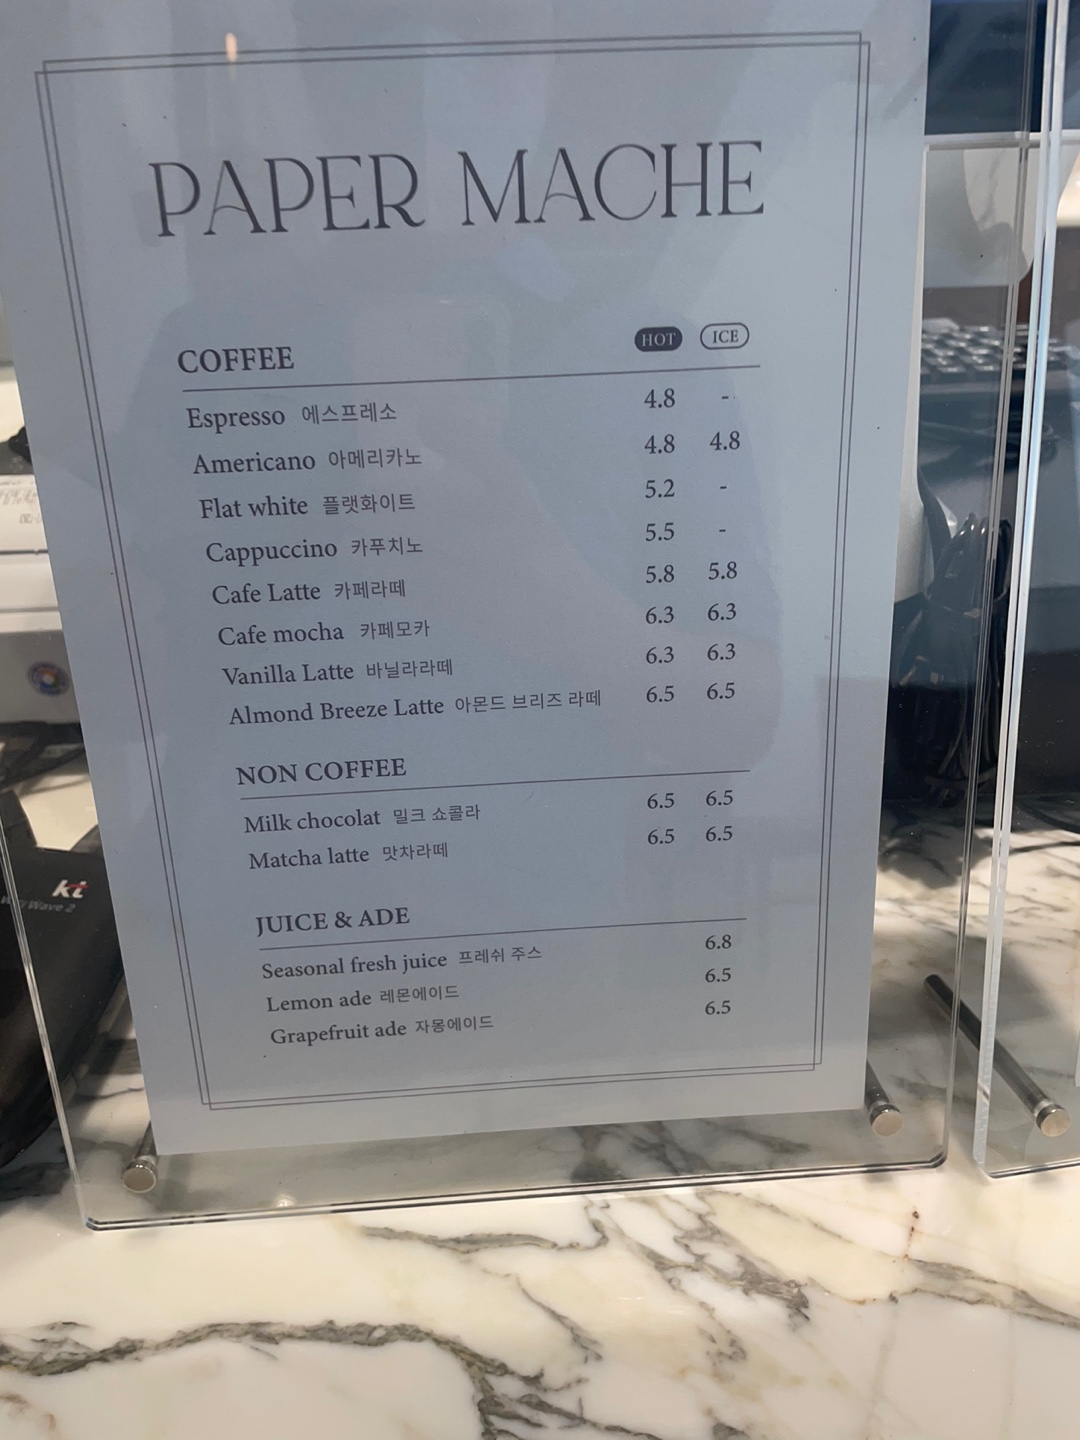 PAPER MACHE
COFFEE HOT ICE
Espresso 에스프레소 4.8 -
Americano 아메리카노 4.8 4.8
Flat white 플랫화이트 5.2 -
Cappuccino 카푸치노 5.5 -
Cafe Latte 카페라떼 5.8 5.8
Cafe mocha 카페모카 6.3 6.3
Vanilla Latte 바닐라라떼 6.3 6.3
Almond Breeze Latte 아몬드 브리즈 라떼 6.5 6.5
NON COFFEE
Milk chocolat 밀크 쇼콜라 6.5 6.5
Matcha latte 맛차라떼 6.5 6.5
JUICE & ADE
Seasonal fresh juice 프레쉬 주스 6.8
Lemon ade 레몬에이드 6.5
Grapefruit ade 자몽에이드 6.5
kt
Wave 2